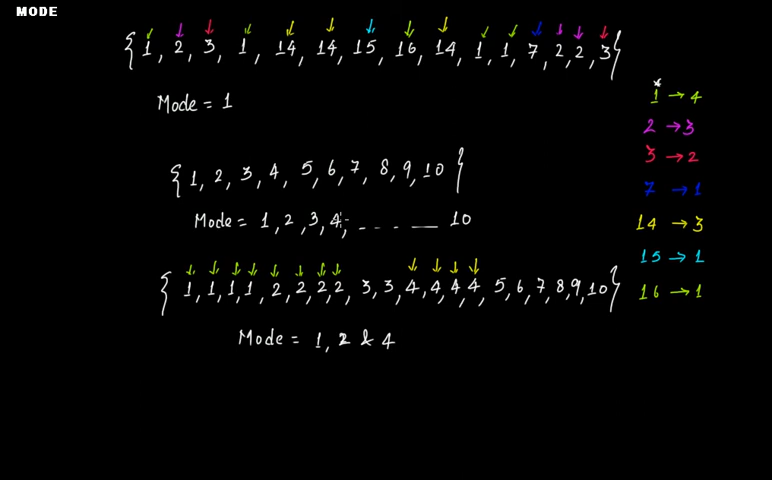 MODE
{1, 2, 3, 1, 14, 14, 15, 16, 14, 1, 1, 7, 2, 2, 3}
Mode = 1
1 → 4
2 → 3
3 → 2
7 → 1
14 → 3
15 → 1
16 → 1
{1, 2, 3, 4, 5, 6, 7, 8, 9, 10}
Mode = 1, 2, 3, 4, - - - - - 10
{1, 1, 1, 1, 2, 2, 2, 2, 3, 3, 4, 4, 4, 4, 5, 6, 7, 8, 9, 10}
Mode = 1, 2 & 4